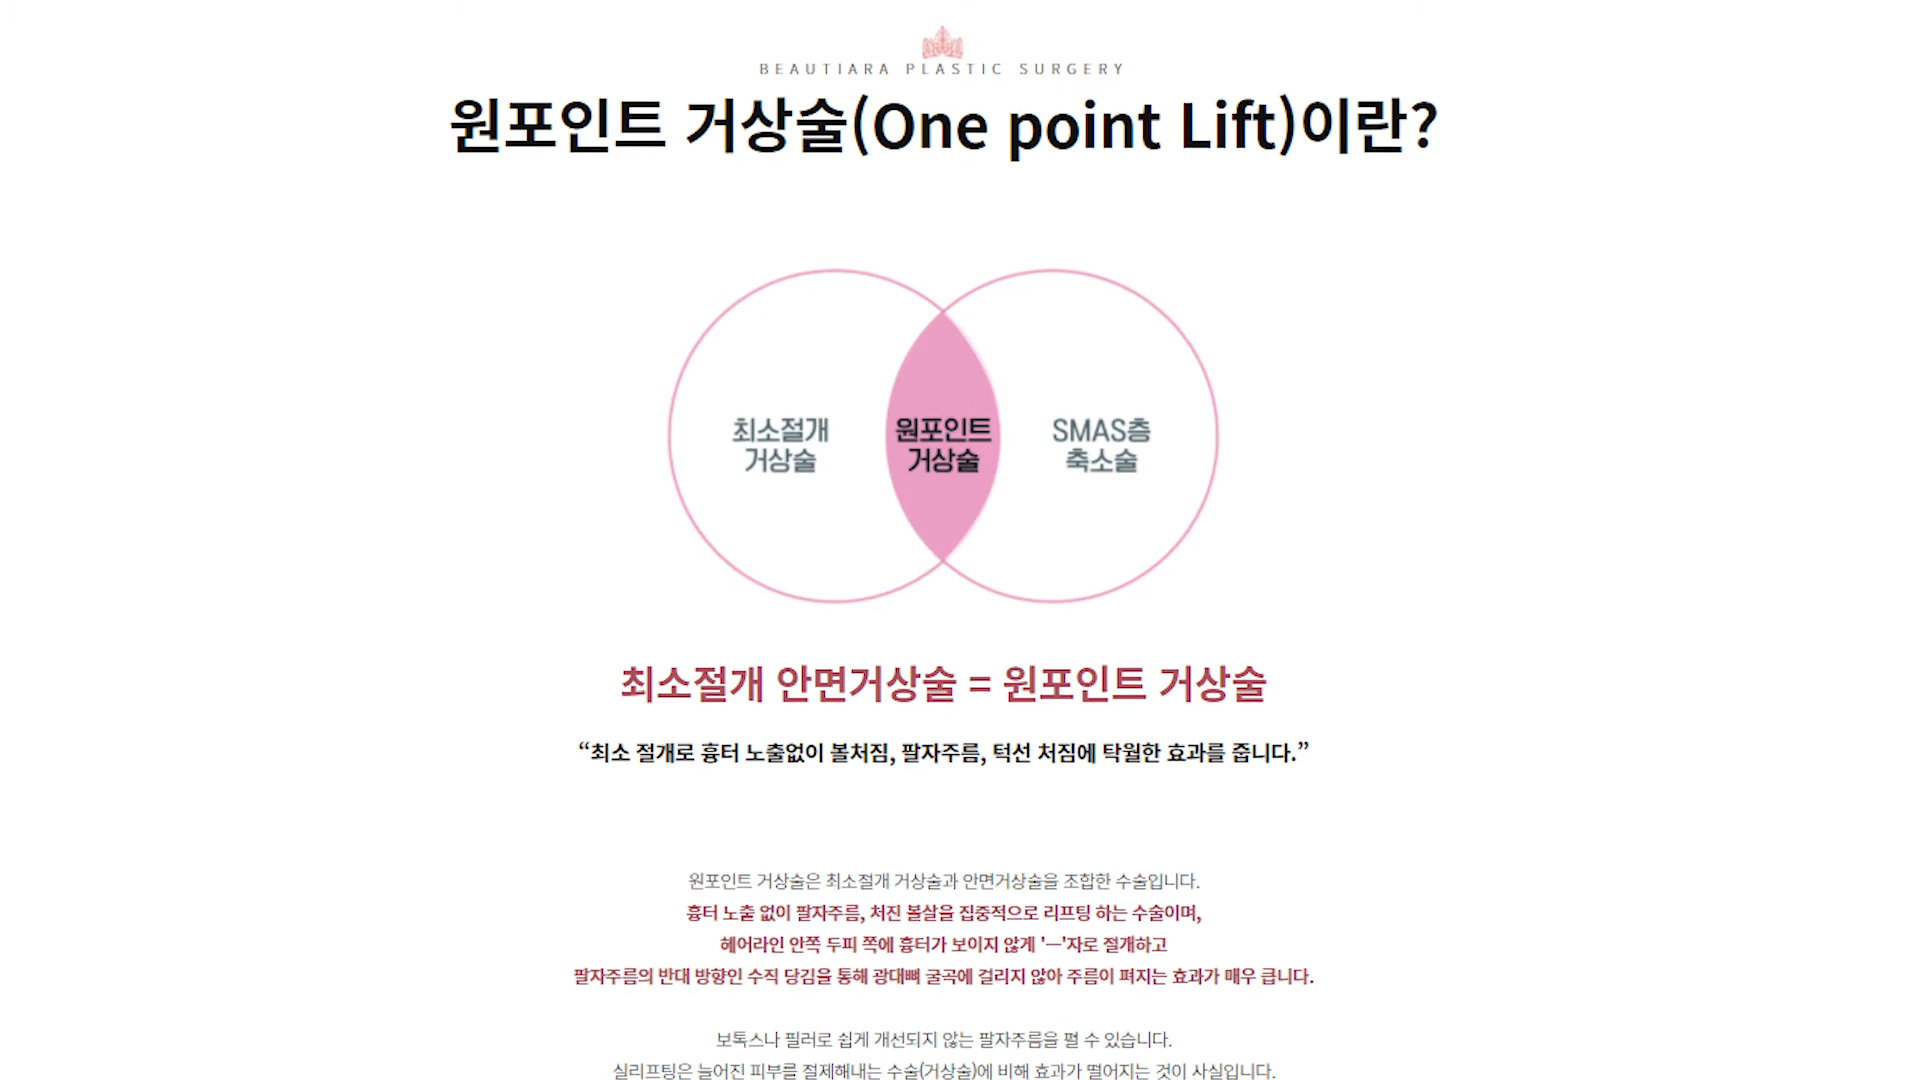 BEAUTIARA PLASTIC SURGERY
원포인트 거상술(One point Lift)이란?
최소절개
거상술
원포인트
거상술
SMAS층
축소술
최소절개 안면거상술 = 원포인트 거상술
“최소 절개로 흉터 노출없이 볼처짐, 팔자주름, 턱선 처짐에 탁월한 효과를 줍니다.”
원포인트 거상술은 최소절개 거상술과 안면거상술을 조합한 수술입니다.
흉터 노출 없이 팔자주름, 처진 볼살을 집중적으로 리프팅 하는 수술이며,
헤어라인 안쪽 두피 쪽에 흉터가 보이지 않게 'ㅡ'자로 절개하고
팔자주름의 반대 방향인 수직 당김을 통해 광대뼈 굴곡에 걸리지 않아 주름이 펴지는 효과가 매우 큽니다.
보톡스나 필러로 쉽게 개선되지 않는 팔자주름을 펼 수 있습니다.
실리프팅은 늘어진 피부를 절제해내는 수술(거상술)에 비해 효과가 떨어지는 것이 사실입니다.